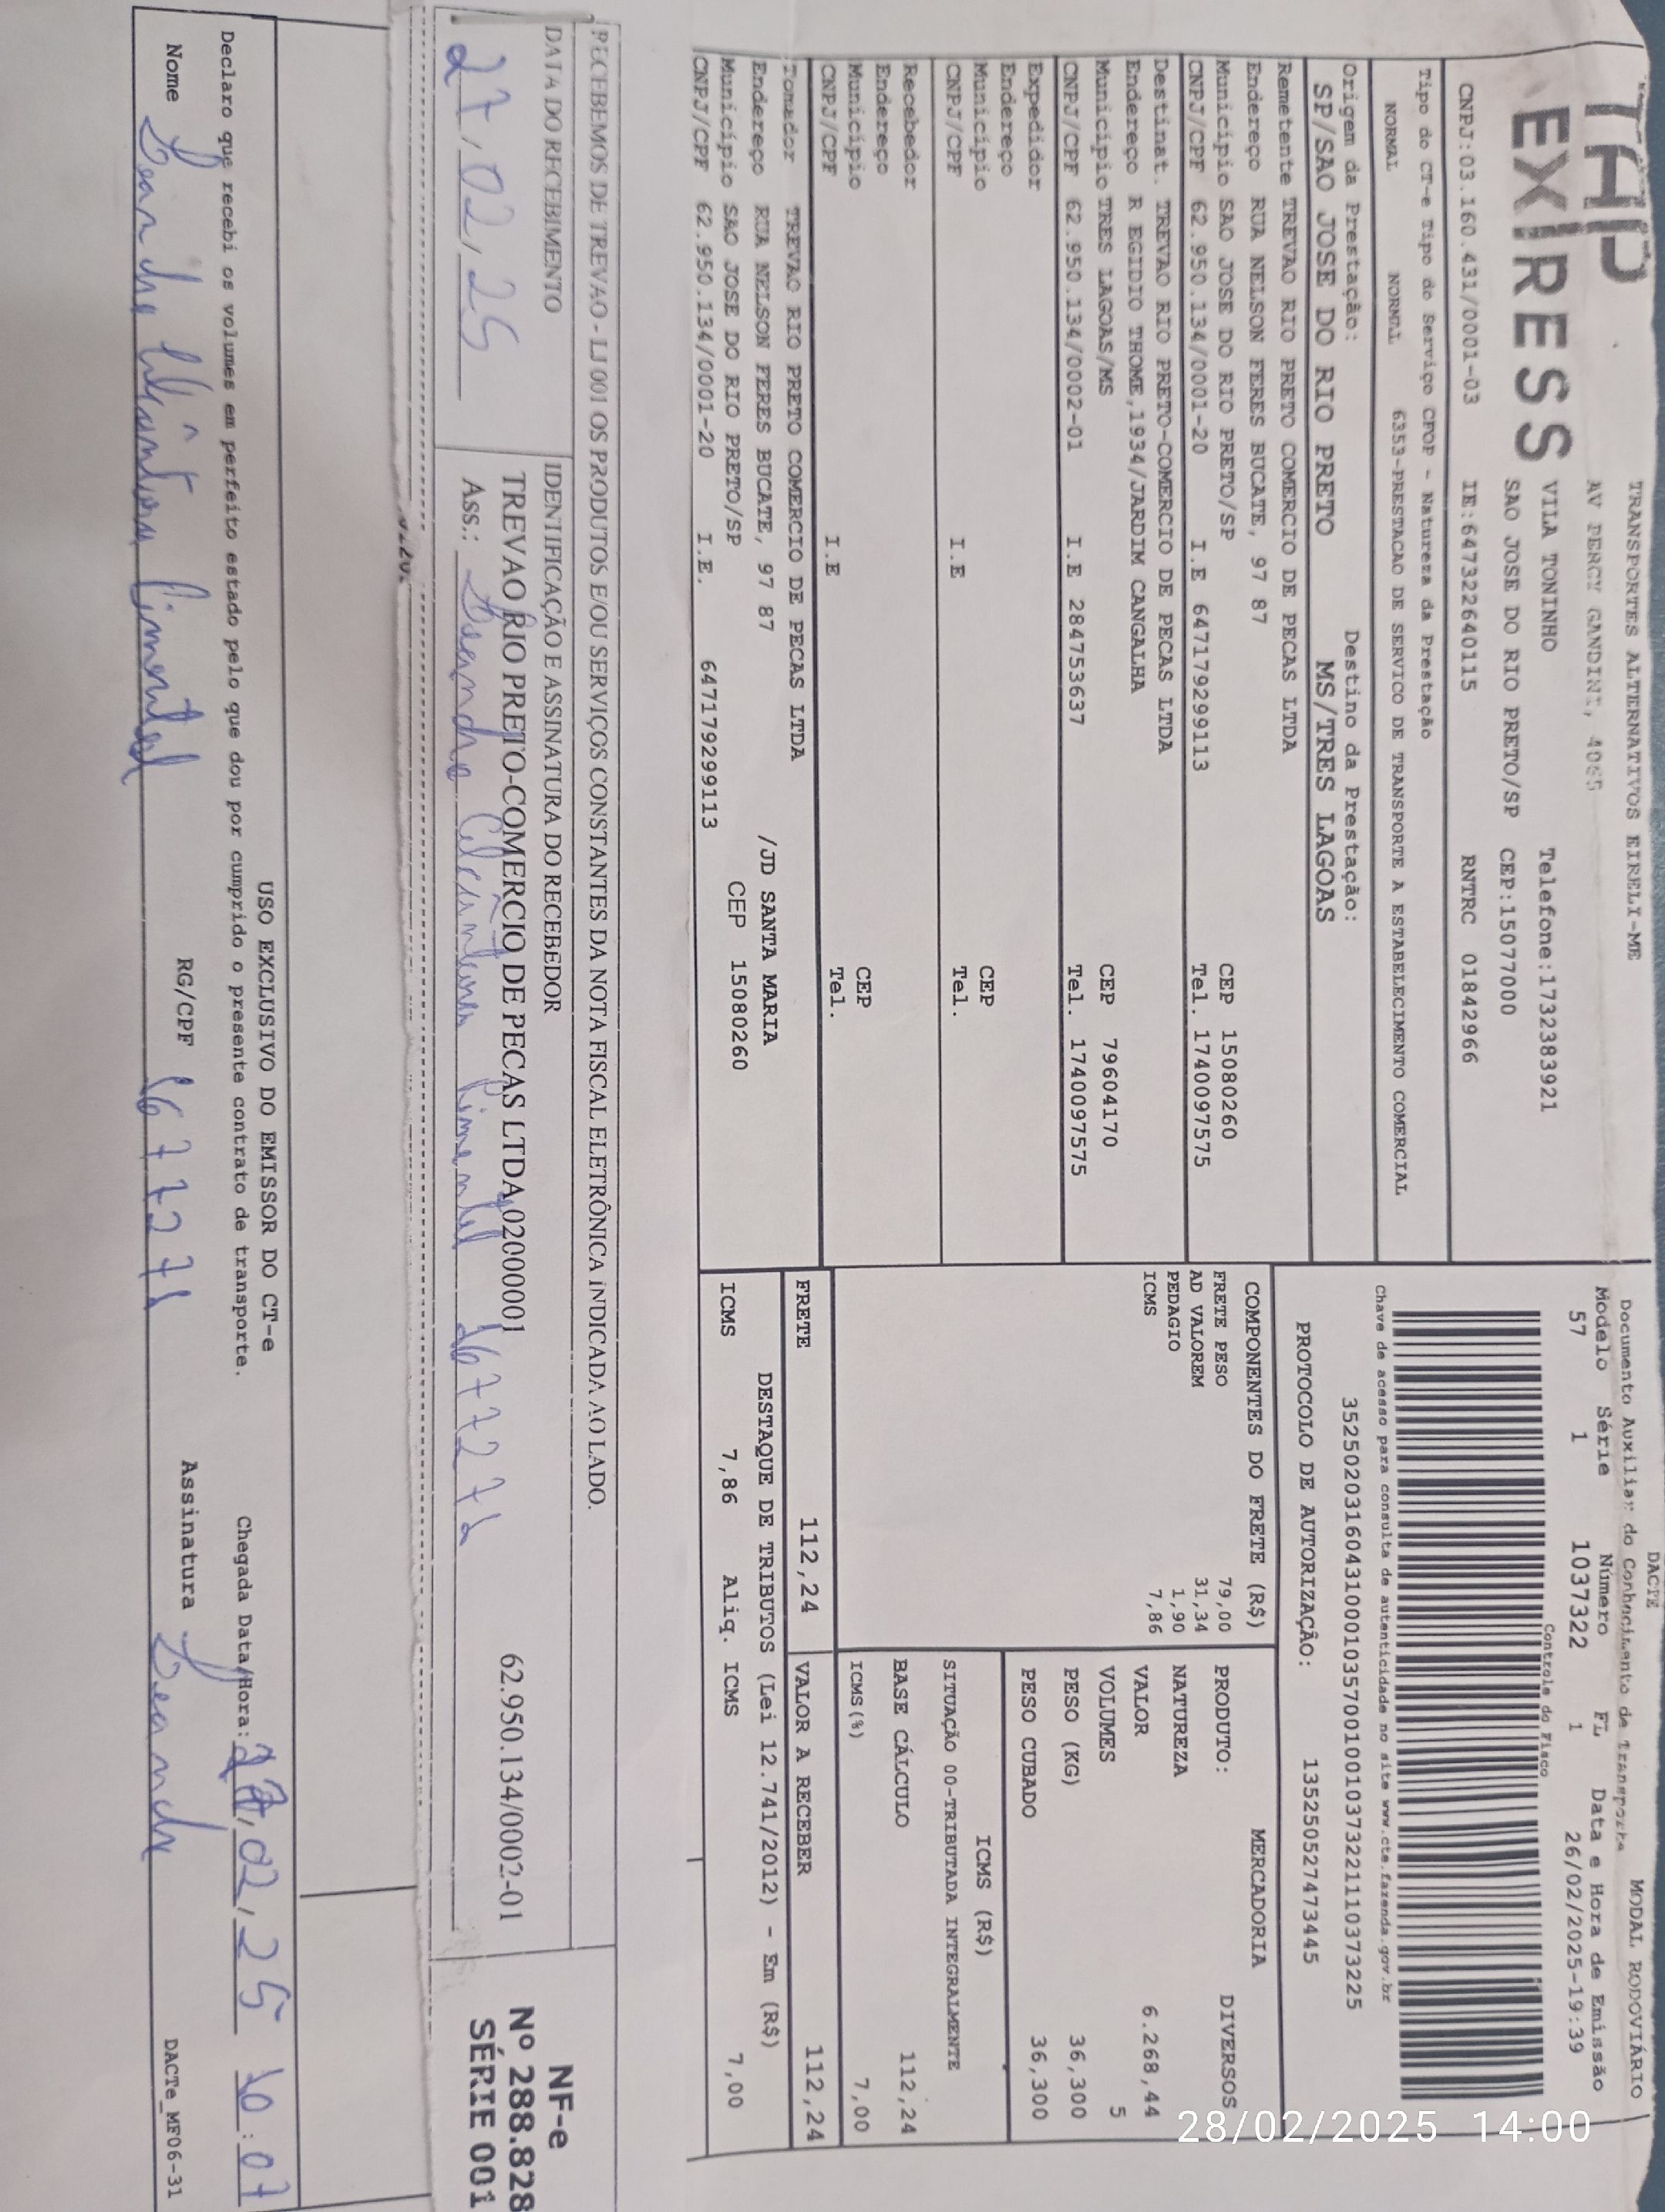 TAP
EXPRESS
TRANSPORTES ALTERNATIVOS EIRELI-ME
AV PERCY GANDINI, 4065
VILA TONINHO Telefone:1732383921
SAO JOSE DO RIO PRETO/SP CEP:15077000
CNPJ:03.160.431/0001-03 IE:647322640115 RNTRC 01842966
Tipo do CT-e Tipo do Serviço CFOP - Natureza da Prestação
NORMAL NORMAL 6353-PRESTACAO DE SERVICO DE TRANSPORTE A ESTABELECIMENTO COMERCIAL
Origem da Prestação: Destino da Prestação:
SP/SAO JOSE DO RIO PRETO MS/TRES LAGOAS
Remetente TREVAO RIO PRETO COMERCIO DE PECAS LTDA
Endereço RUA NELSON FERES BUCATE, 97 87
Município SAO JOSE DO RIO PRETO/SP CEP 15080260
CNPJ/CPF 62.950.134/0001-20 I.E 647179299113 Tel. 1740097575
Destinat. TREVAO RIO PRETO-COMERCIO DE PECAS LTDA
Endereço R EGIDIO THOME,1934/JARDIM CANGALHA
Município TRES LAGOAS/MS CEP 79604170
CNPJ/CPF 62.950.134/0002-01 I.E 284753637 Tel. 1740097575
Expedidor
Endereço
Município CEP
CNPJ/CPF I.E Tel.
Recebedor
Endereço
Município CEP
CNPJ/CPF I.E Tel.
Tomador TREVAO RIO PRETO COMERCIO DE PECAS LTDA
Endereço RUA NELSON FERES BUCATE, 97 87 /JD SANTA MARIA
Município SAO JOSE DO RIO PRETO/SP CEP 15080260
CNPJ/CPF 62.950.134/0001-20 I.E. 647179299113
DACTE
Documento Auxiliar do Conhecimento de Transporte MODAL RODOVIÁRIO
Modelo Série Número FL Data e Hora de Emissão
57 1 1037322 1 26/02/2025-19:39
Controle do Fisco
Chave de acesso para consulta de autenticidade no site www.cte.fazenda.gov.br
35250203160431000103570010010373221110373225
PROTOCOLO DE AUTORIZAÇÃO: 135250527473445
COMPONENTES DO FRETE (R$)
FRETE PESO 79,00
AD VALOREM 31,34
PEDAGIO 1,90
ICMS 7,86
MERCADORIA
PRODUTO: DIVERSOS
NATUREZA
VALOR 6.268,44
VOLUMES 5
PESO (KG) 36,300
PESO CUBADO 36,300
ICMS (R$)
SITUAÇÃO 00-TRIBUTADA INTEGRALMENTE
BASE CÁLCULO 112,24
ICMS(%) 7,00
FRETE 112,24 VALOR A RECEBER 112,24
DESTAQUE DE TRIBUTOS (Lei 12.741/2012) - Em (R$)
ICMS 7,86 Aliq. ICMS 7,00
RECEBEMOS DE TREVAO - LJ 001 OS PRODUTOS E/OU SERVIÇOS CONSTANTES DA NOTA FISCAL ELETRÔNICA INDICADA AO LADO.
DATA DO RECEBIMENTO IDENTIFICAÇÃO E ASSINATURA DO RECEBEDOR
27,02,25
TREVAO RIO PRETO-COMERCIO DE PECAS LTDA 02000001 62.950.134/0002-01
Ass.: Pimentel
NF-e
Nº 288.828
SÉRIE 001
USO EXCLUSIVO DO EMISSOR DO CT-e
Declaro que recebi os volumes em perfeito estado pelo que dou por cumprido o presente contrato de transporte. Chegada Data/Hora: 27,02,25 10:07
Nome Pimentel RG/CPF Assinatura
DACTe_MF06-31
28/02/2025 14:00